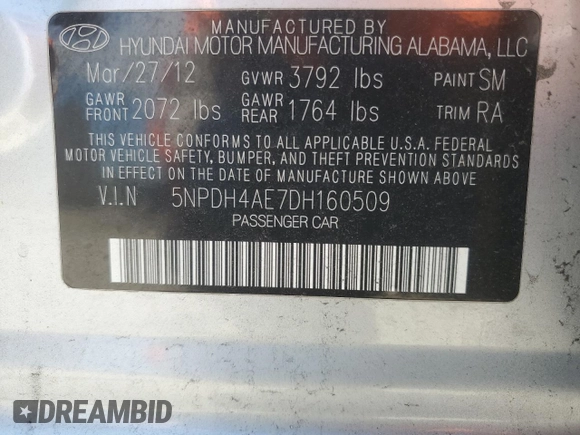 MANUFACTURED BY
HYUNDAI MOTOR MANUFACTURING ALABAMA, LLC
Mar/27/12 GVWR 3792 lbs PAINT SM
GAWR FRONT 2072 lbs GAWR REAR 1764 lbs TRIM RA
THIS VEHICLE CONFORMS TO ALL APPLICABLE U.S.A. FEDERAL
MOTOR VEHICLE SAFETY, BUMPER, AND THEFT PREVENTION STANDARDS
IN EFFECT ON THE DATE OF MANUFACTURE SHOWN ABOVE.
V.I.N 5NPDH4AE7DH160509
PASSENGER CAR
DREAMBID